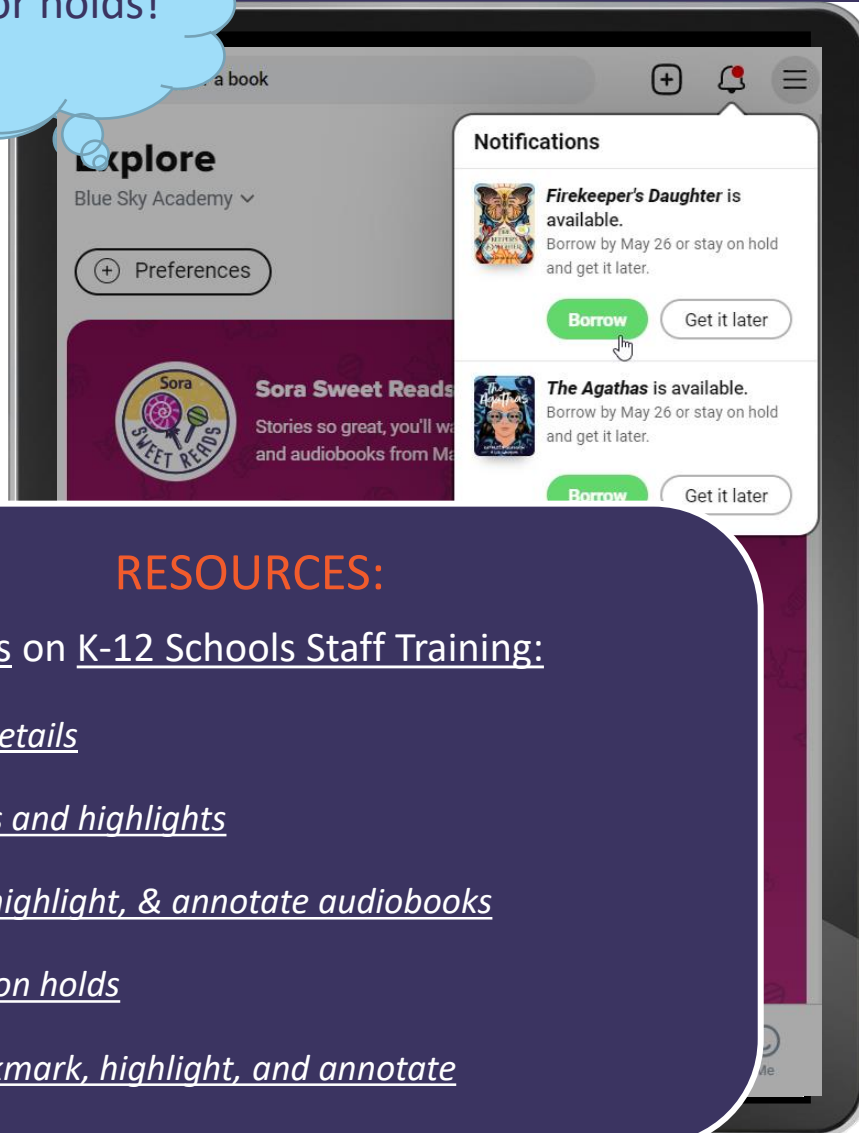 or holds!
a book
Explore
Blue Sky Academy
Preferences
Sora
SWEET READS
Sora Sweet Reads
Stories so great, you'll
and audiobooks from
Notifications
Firekeeper's Daughter is
available.
Borrow by May 26 or stay on hold
and get it later.
Borrow
Get it later
The Agathas
The Agathas is available.
Borrow by May 26 or stay on hold
and get it later.
Borrow
Get it later
RESOURCES:
on K-12 Schools Staff Training:
etails
s and highlights
highlight, & annotate audiobooks
on holds
kmark, highlight, and annotate
Me